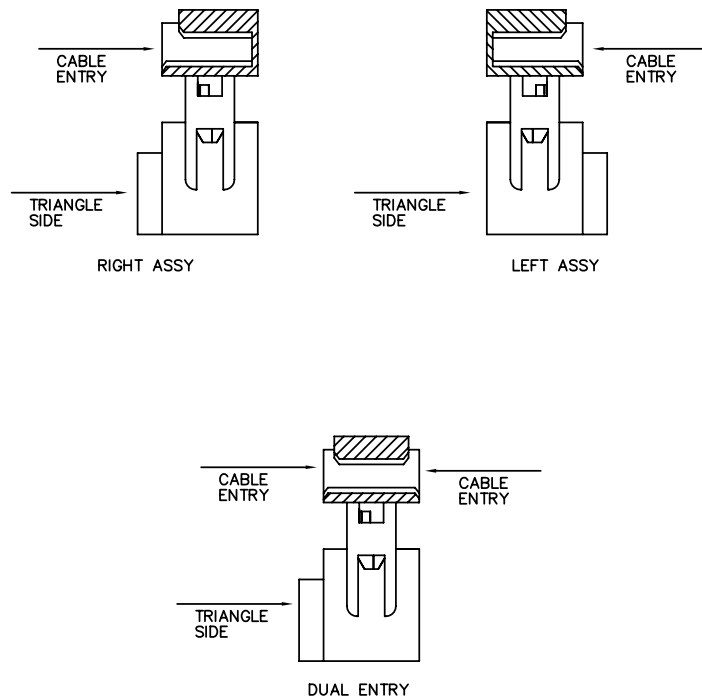 CABLE
ENTRY
TRIANGLE
SIDE
RIGHT ASSY
CABLE
ENTRY
TRIANGLE
SIDE
LEFT ASSY
CABLE
ENTRY
CABLE
ENTRY
TRIANGLE
SIDE
DUAL ENTRY